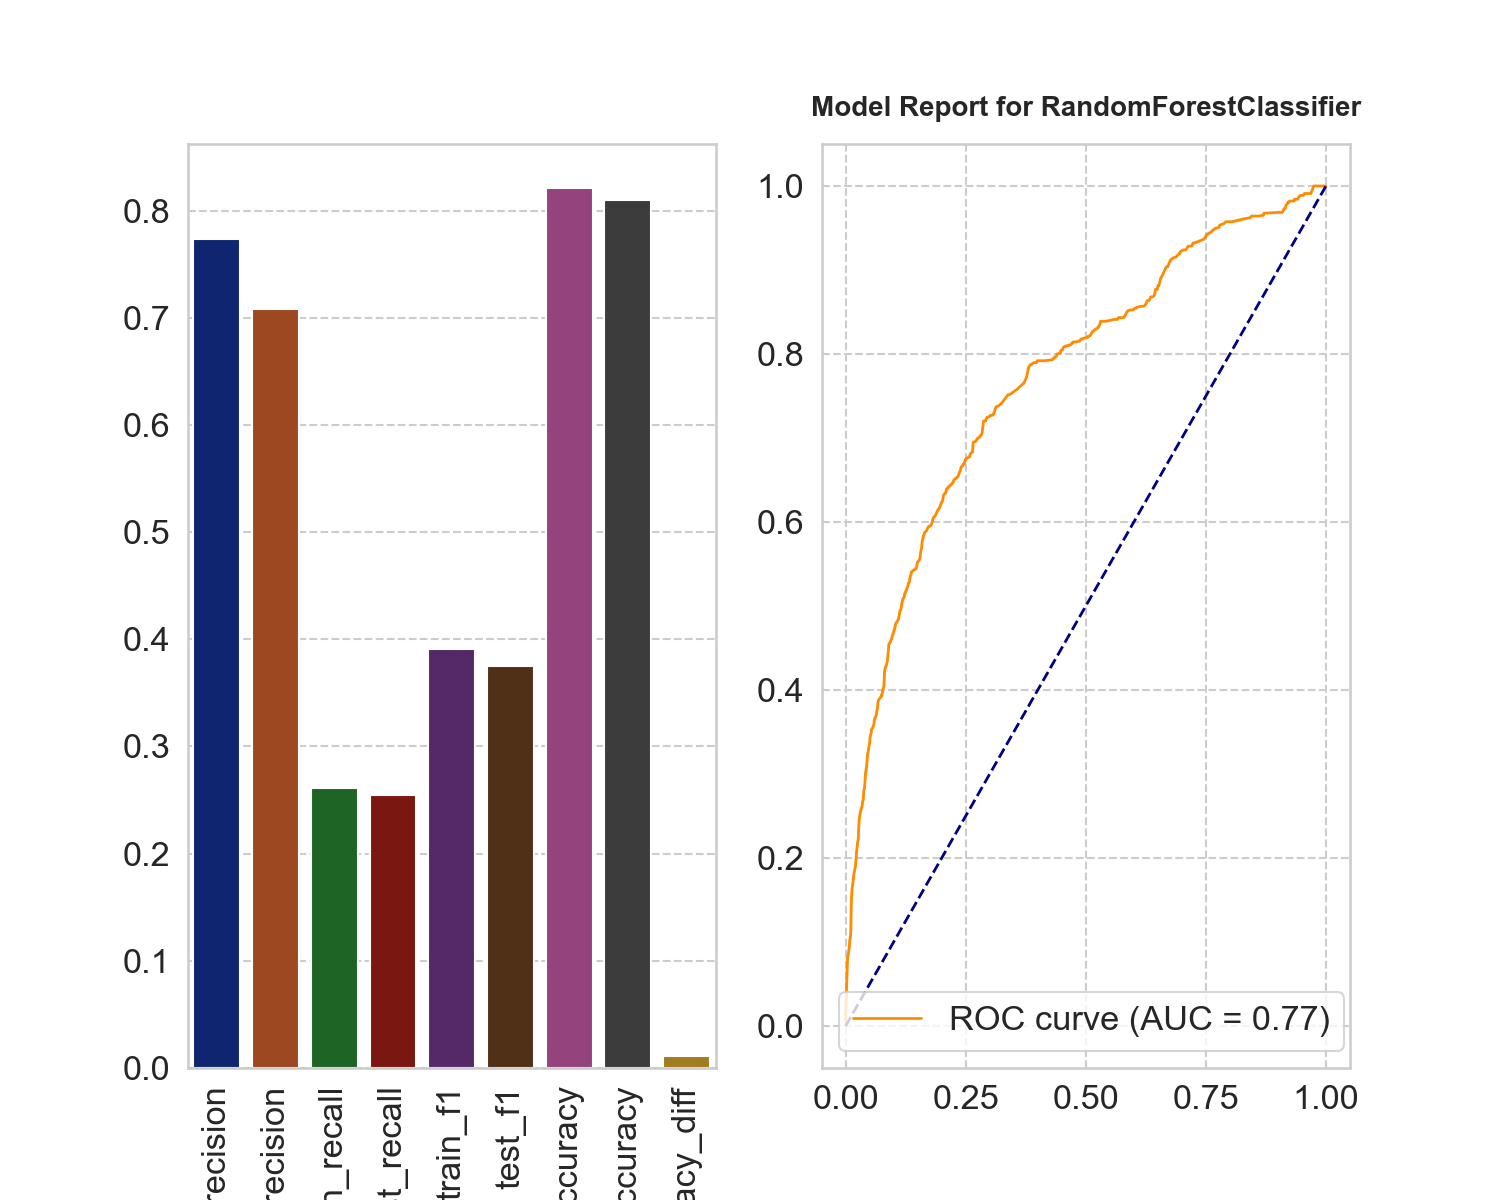 Model Report for RandomForestClassifier
0.8
0.7
0.6
0.5
0.4
0.3
0.2
0.1
0.0
recision
recision
n_recall
t_recall
train_f1
test_f1
ccuracy
ccuracy
acy_diff
1.0
0.8
0.6
0.4
0.2
0.0
ROC curve (AUC = 0.77)
0.00 0.25 0.50 0.75 1.00